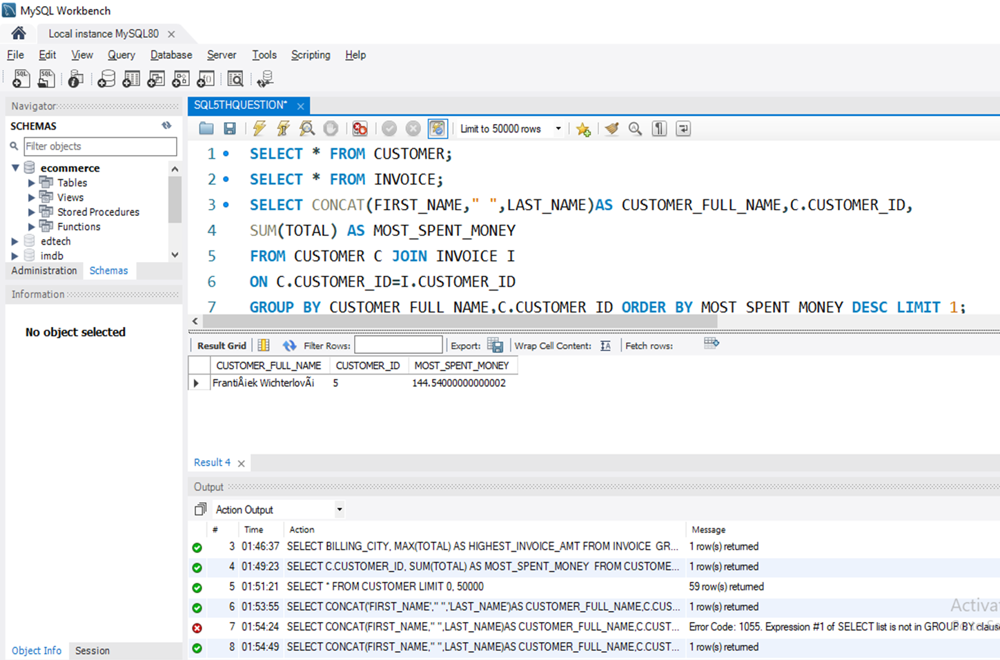 MySQL Workbench
Local instance MySQL80
File Edit View Query Database Server Tools Scripting Help
Navigator
SCHEMAS
Filter objects
ecommerce
Tables
Views
Stored Procedures
Functions
edtech
imdb
Administration Schemas
Information
No object selected
Object Info Session
SQL5THQUESTION*
Limit to 50000 rows
1 SELECT * FROM CUSTOMER;
2 SELECT * FROM INVOICE;
3 SELECT CONCAT(FIRST_NAME," ",LAST_NAME)AS CUSTOMER_FULL_NAME,C.CUSTOMER_ID,
4 SUM(TOTAL) AS MOST_SPENT_MONEY
5 FROM CUSTOMER C JOIN INVOICE I
6 ON C.CUSTOMER_ID=I.CUSTOMER_ID
7 GROUP BY CUSTOMER_FULL_NAME,C.CUSTOMER_ID ORDER BY MOST_SPENT_MONEY DESC LIMIT 1;
Result Grid Filter Rows: Export: Wrap Cell Content: Fetch rows:
CUSTOMER_FULL_NAME CUSTOMER_ID MOST_SPENT_MONEY
FrantiÅiek WichterlovÃi 5 144.54000000000002
Result 4
Output
Action Output
# Time Action Message
3 01:46:37 SELECT BILLING_CITY, MAX(TOTAL) AS HIGHEST_INVOICE_AMT FROM INVOICE GR... 1 row(s) returned
4 01:49:23 SELECT C.CUSTOMER_ID, SUM(TOTAL) AS MOST_SPENT_MONEY FROM CUSTOME... 1 row(s) returned
5 01:51:21 SELECT * FROM CUSTOMER LIMIT 0, 50000 59 row(s) returned
6 01:53:55 SELECT CONCAT('FIRST_NAME'," ",'LAST_NAME')AS CUSTOMER_FULL_NAME,C.CUS... 1 row(s) returned
7 01:54:24 SELECT CONCAT(FIRST_NAME," ",LAST_NAME)AS CUSTOMER_FULL_NAME,C.CUST... Error Code: 1055. Expression #1 of SELECT list is not in GROUP BY clause
8 01:54:49 SELECT CONCAT(FIRST_NAME," ",LAST_NAME)AS CUSTOMER_FULL_NAME,C.CUST... 1 row(s) returned